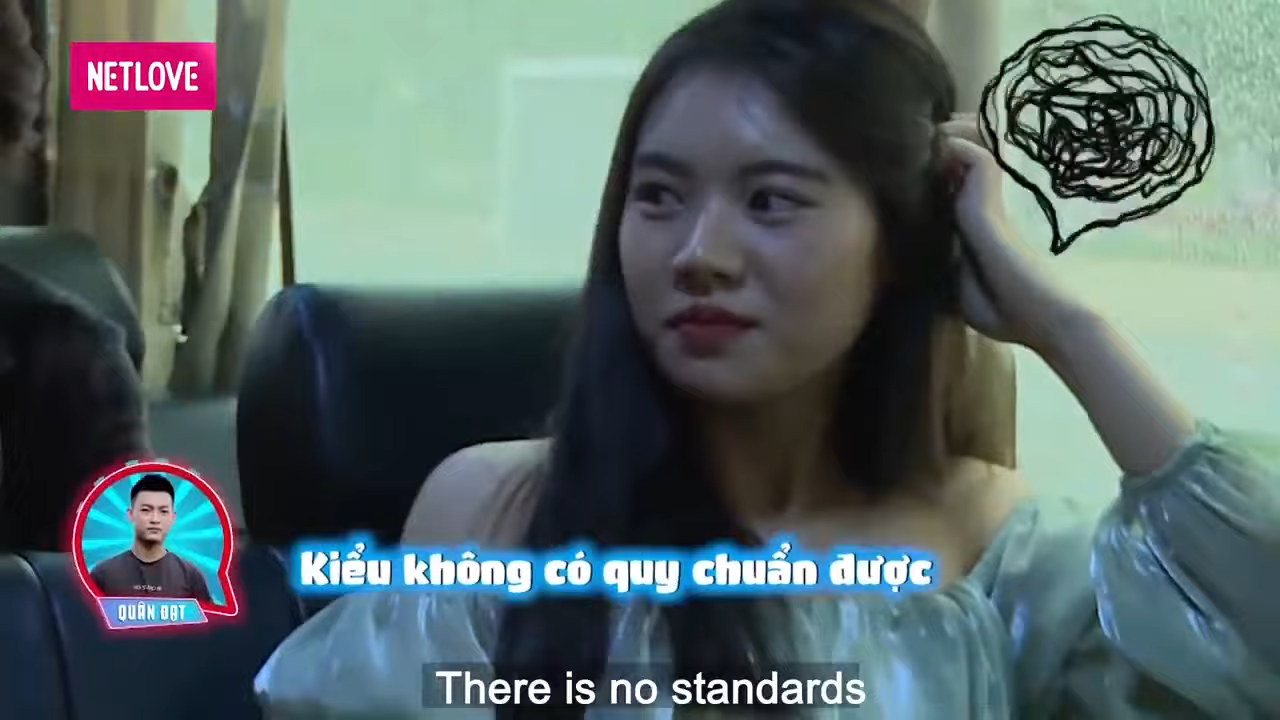 NETLOVE
Kiểu không có quy chuẩn được
QUÂN ĐẠT
There is no standards